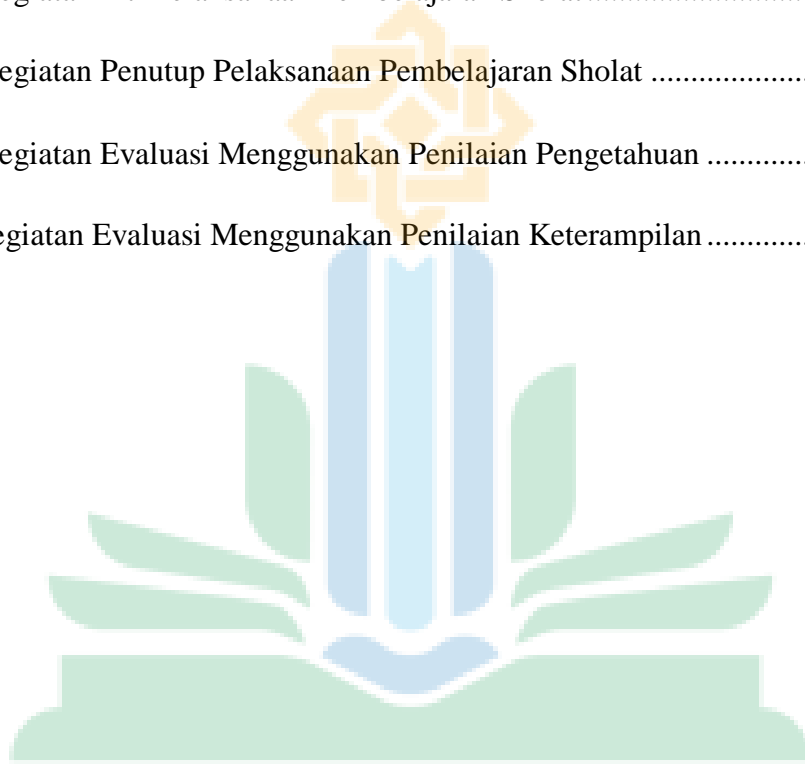 egiatan Penutup Pelaksanaan Pembelajaran Sholat ...................
egiatan Evaluasi Menggunakan Penilaian Pengetahuan .............
egiatan Evaluasi Menggunakan Penilaian Keterampilan .............